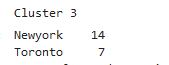 Cluster 3
Newyork    14
Toronto     7